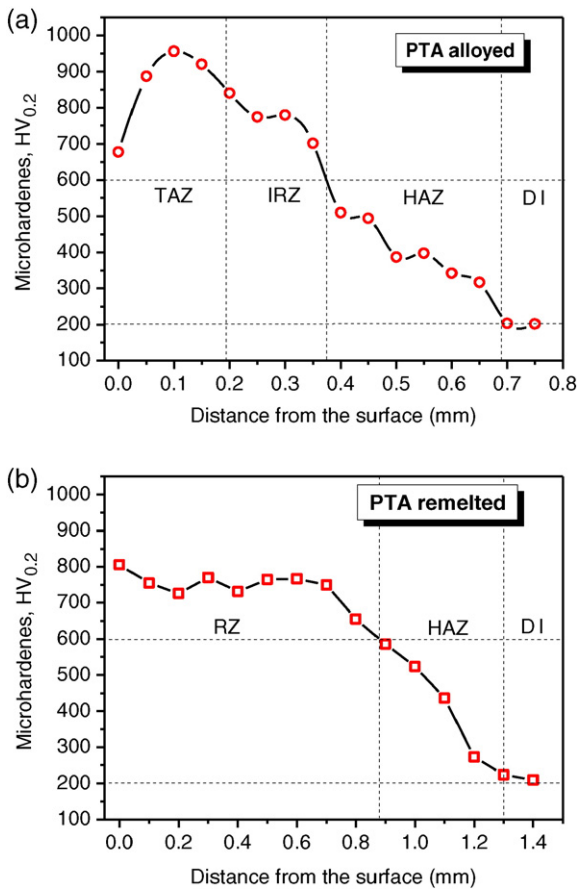 (a)
PTA alloyed
Microhardenes, HV0.2
1000
900
800
700
600
500
400
300
200
100
TAZ IRZ HAZ DI
0.0 0.1 0.2 0.3 0.4 0.5 0.6 0.7 0.8
Distance from the surface (mm)
(b)
PTA remelted
Microhardenes, HV0.2
1000
900
800
700
600
500
400
300
200
100
RZ HAZ DI
0.0 0.2 0.4 0.6 0.8 1.0 1.2 1.4
Distance from the surface (mm)